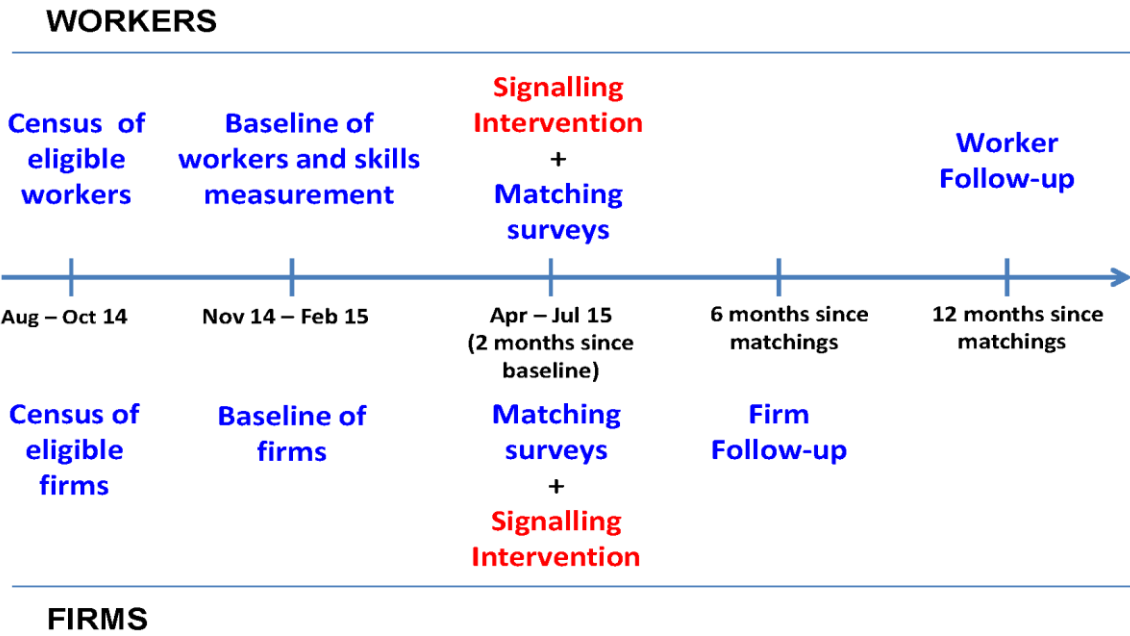 WORKERS
Census of
eligible
workers
Baseline of
workers and skills
measurement
Signalling
Intervention
+
Matching
surveys
Worker
Follow-up
Aug – Oct 14
Nov 14 – Feb 15
Apr – Jul 15
(2 months since
baseline)
6 months since
matchings
12 months since
matchings
Census of
eligible
firms
Baseline of
firms
Matching
surveys
+
Signalling
Intervention
Firm
Follow-up
FIRMS